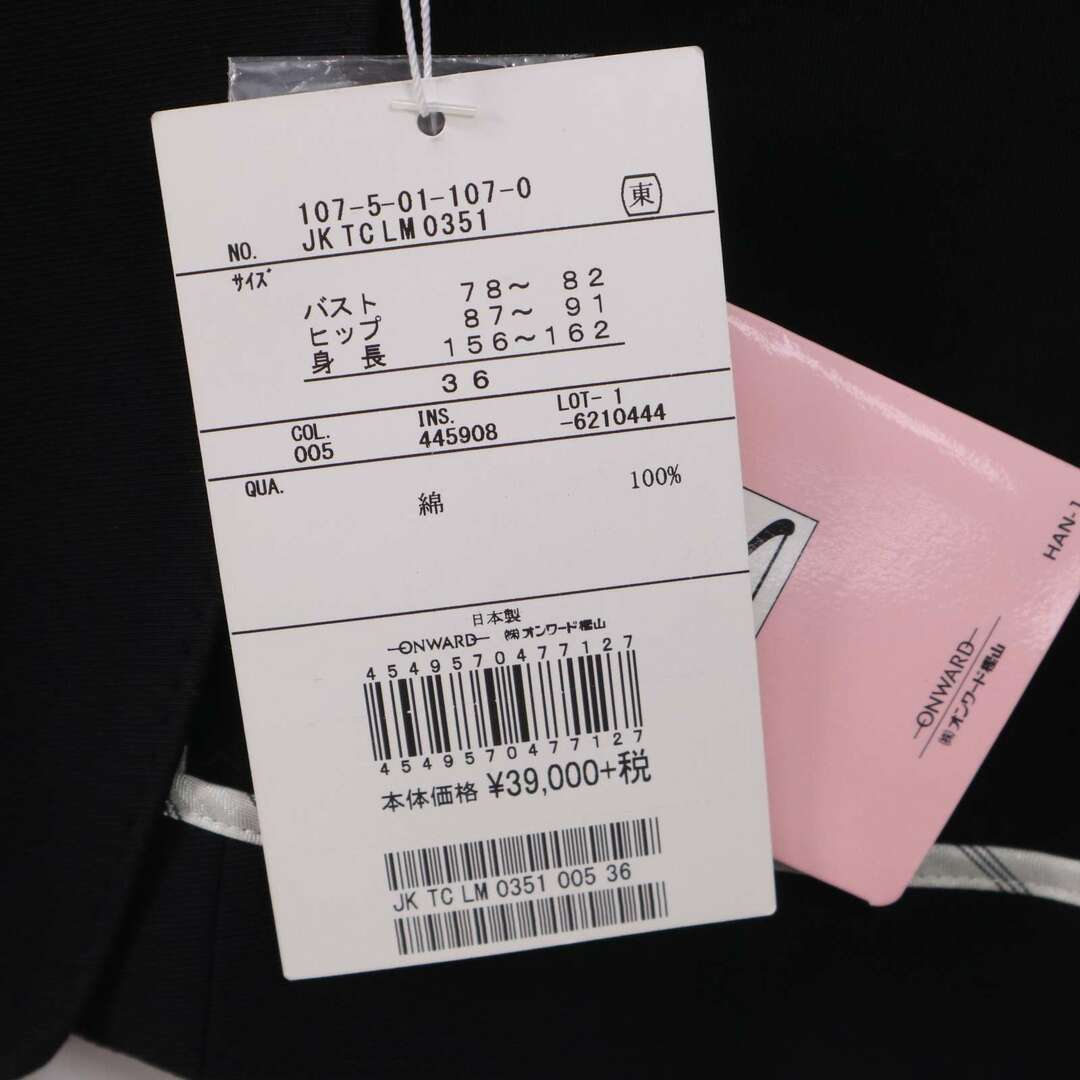 107-5-01-107-0
東
NO. JK TC LM 0351
サイズ
バスト 78～ 82
ヒップ 87～ 91
身長 156～162
36
COL. INS. LOT- 1
005 445908 -6210444
QUA.
綿 100%
日本製
ONWARD ㈱オンワード樫山
4549570477127
4549570477127
本体価格 ¥39,000+税
JK TC LM 0351 005 36
HAN-1
ONWARD
㈱オンワード樫山